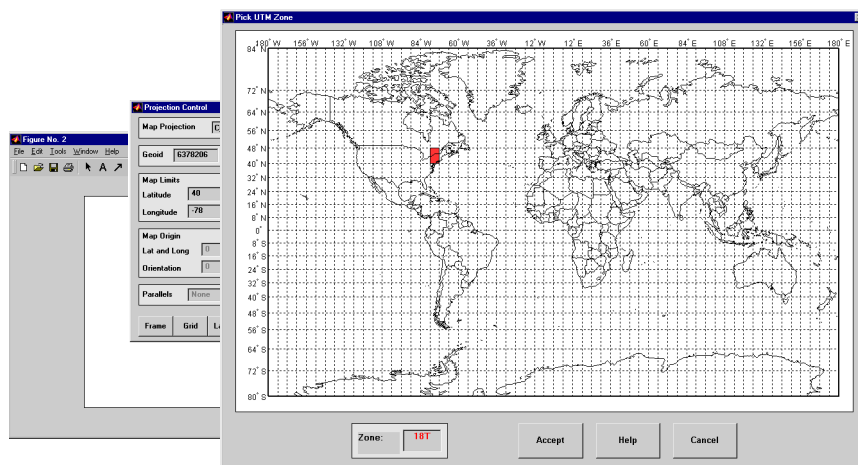 Pick UTM Zone
180° W 156° W 132° W 108° W 84° W 60° W 36° W 12° W 12° E 36° E 60° E 84° E 108° E 132° E 156° E 180° E
84° N
72° N
64° N
56° N
48° N
40° N
32° N
24° N
16° N
8° N
0°
8° S
16° S
24° S
32° S
40° S
48° S
56° S
64° S
72° S
80° S
Zone: 18T
Accept Help Cancel
Projection Control
Map Projection
Geoid 6378206
Map Limits
Latitude 40
Longitude -78
Map Origin
Lat and Long 0
Orientation 0
Parallels None
Frame Grid
Figure No. 2
File Edit Tools Window Help
A